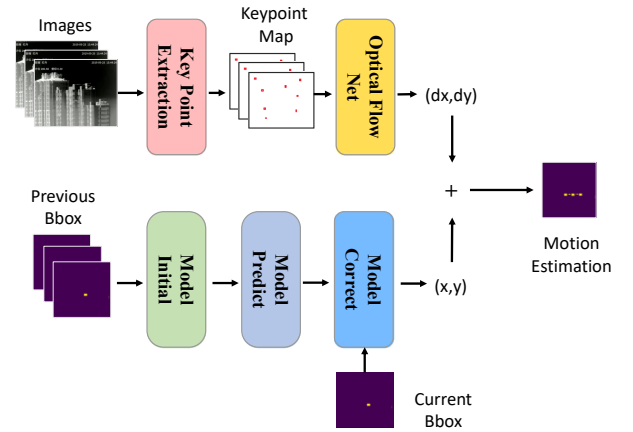 Images
Keypoint
Map
Key Point
Extraction
Optical Flow
Net
(dx,dy)
+
Previous
Bbox
Model
Initial
Model
Predict
Model
Correct
(x,y)
Motion
Estimation
Current
Bbox